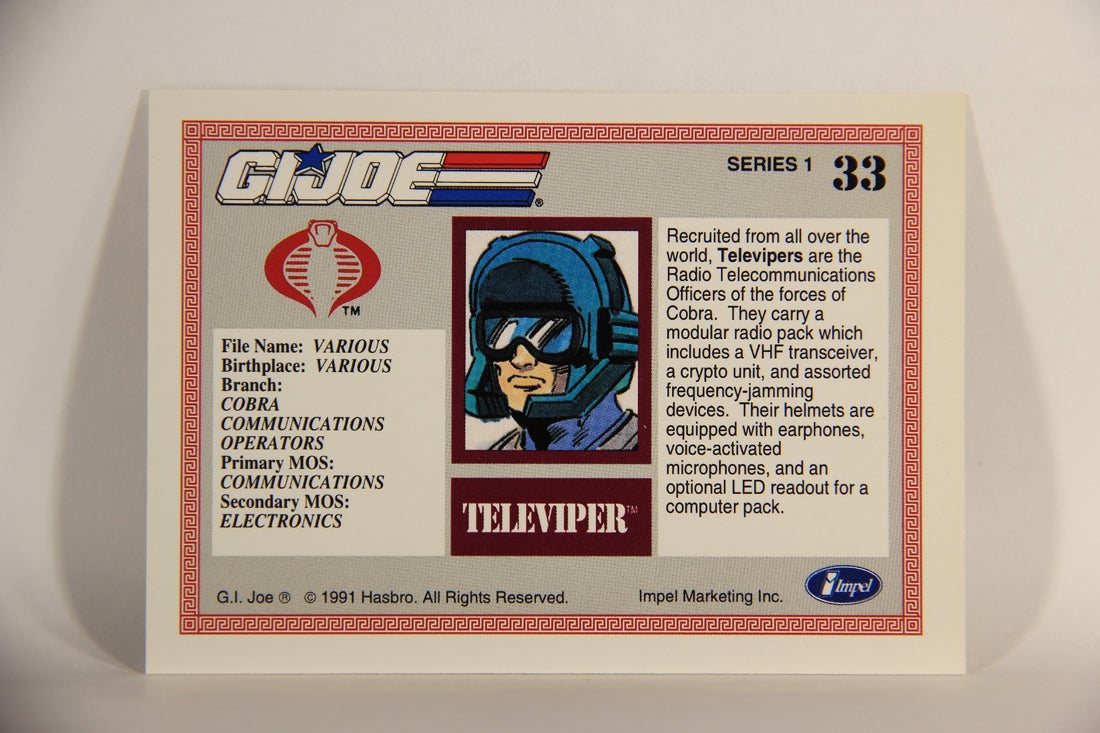 G.I. JOE ®
SERIES 1 33
TM
File Name: VARIOUS
Birthplace: VARIOUS
Branch:
COBRA
COMMUNICATIONS
OPERATORS
Primary MOS:
COMMUNICATIONS
Secondary MOS:
ELECTRONICS
TELEVIPER™
Recruited from all over the
world, Televipers are the
Radio Telecommunications
Officers of the forces of
Cobra. They carry a
modular radio pack which
includes a VHF transceiver,
a crypto unit, and assorted
frequency-jamming
devices. Their helmets are
equipped with earphones,
voice-activated
microphones, and an
optional LED readout for a
computer pack.
G.I. Joe ® © 1991 Hasbro. All Rights Reserved.
Impel Marketing Inc.
Impel